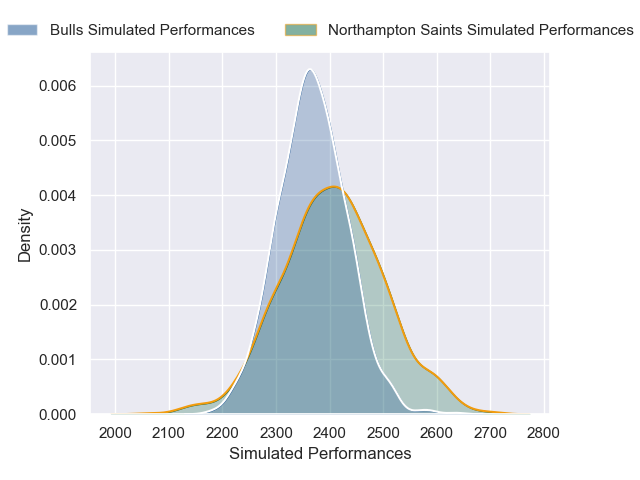 Bulls Simulated Performances
Northampton Saints Simulated Performances
Density
0.006
0.005
0.004
0.003
0.002
0.001
0.000
2000 2100 2200 2300 2400 2500 2600 2700 2800
Simulated Performances